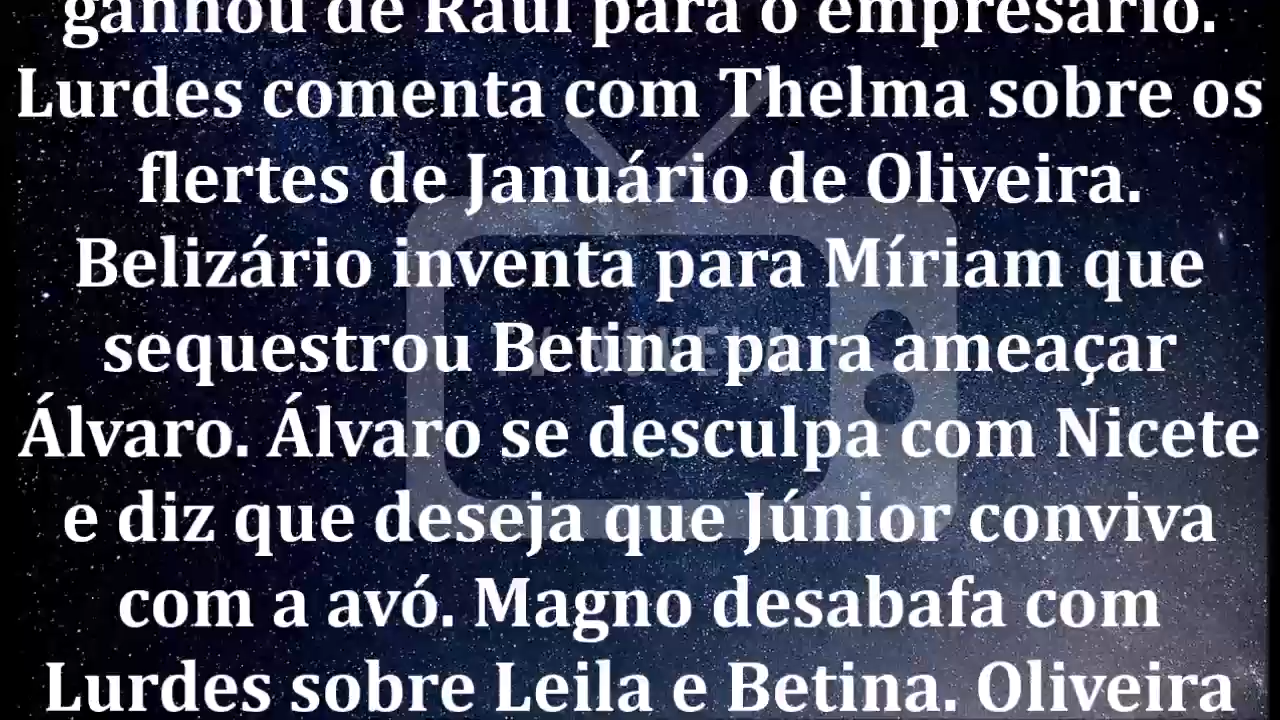 ganhou de Raul para o empresário.
Lurdes comenta com Thelma sobre os
flertes de Januário de Oliveira.
Belizário inventa para Míriam que
sequestrou Betina para ameaçar
Álvaro. Álvaro se desculpa com Nicete
e diz que deseja que Júnior conviva
com a avó. Magno desabafa com
Lurdes sobre Leila e Betina. Oliveira